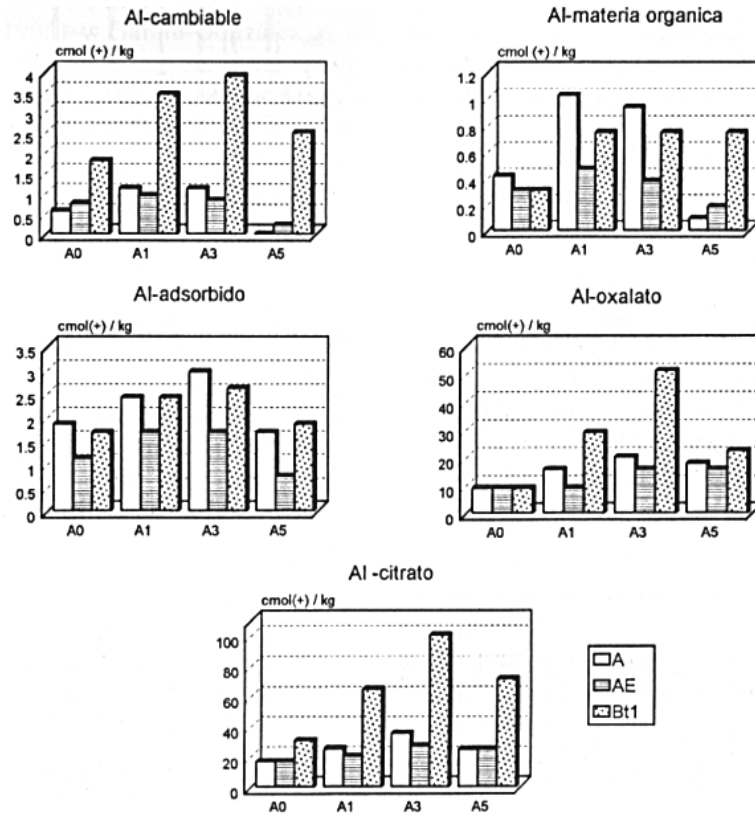 Al-cambiable
cmol (+) / kg
4
3.5
3
2.5
2
1.5
1
0.5
0
A0 A1 A3 A5
Al-materia organica
cmol (+) / kg
1.2
1
0.8
0.6
0.4
0.2
0
A0 A1 A3 A5
Al-adsorbido
cmol(+) / kg
3.5
3
2.5
2
1.5
1
0.5
0
A0 A1 A3 A5
Al-oxalato
cmol(+) / kg
60
50
40
30
20
10
0
A0 A1 A3 A5
Al -citrato
cmol(+) / kg
100
80
60
40
20
0
A0 A1 A3 A5
A
AE
Bt1